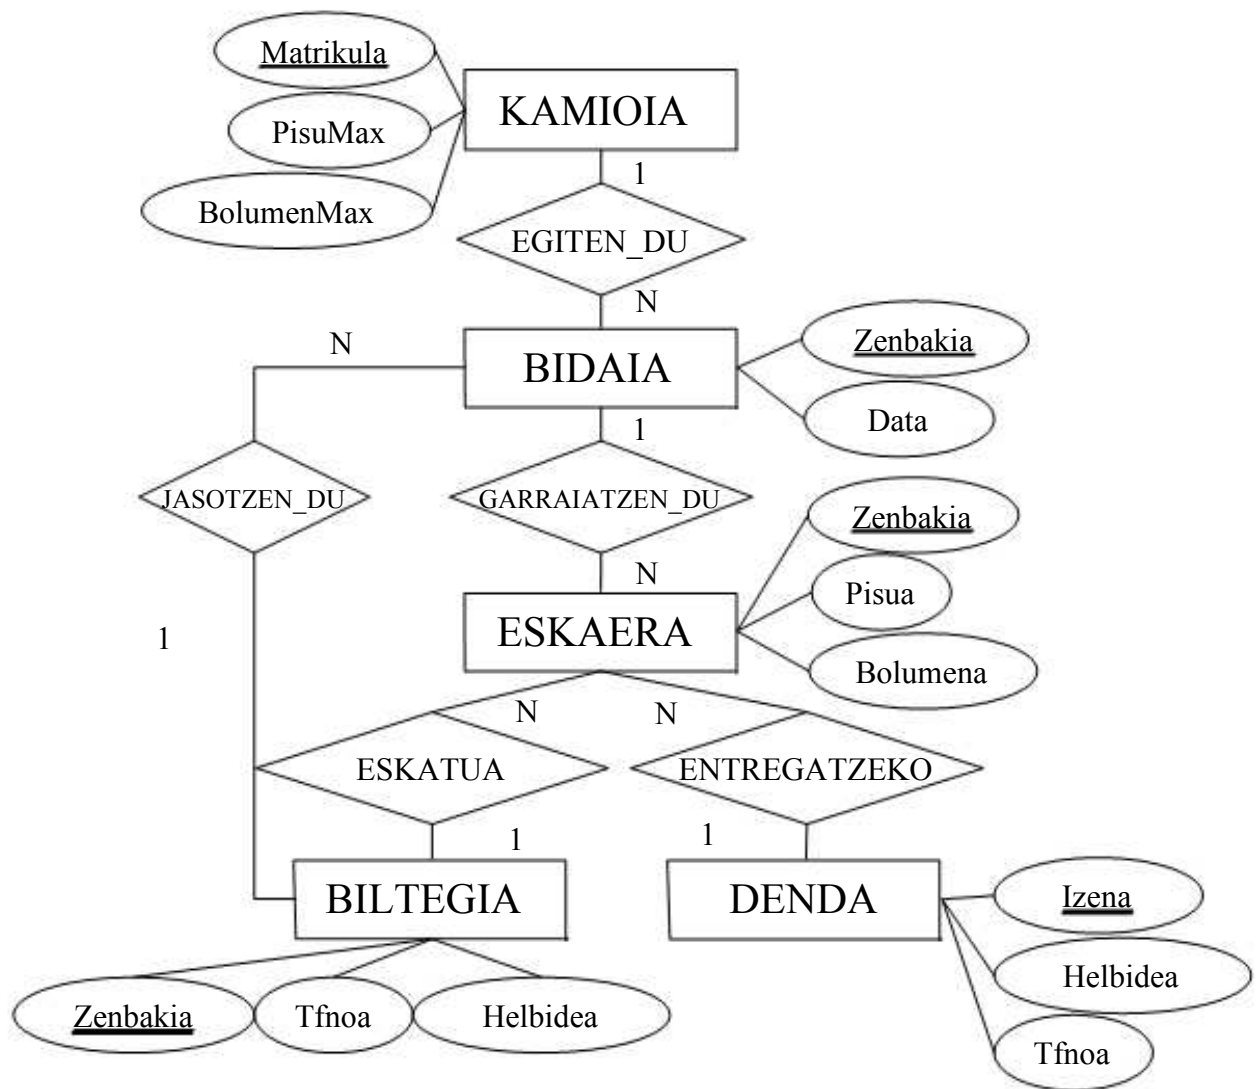 Matrikula
KAMIOIA
PisuMax
1
BolumenMax
EGITEN_DU
N
N
Zenbakia
BIDAIA
Data
1
JASOTZEN_DU
GARRAIATZEN_DU
Zenbakia
N
Pisua
ESKAERA
1
Bolumena
N
N
ESKATUA
ENTREGATZEKO
1
1
BILTEGIA
DENDA
Izena
Helbidea
Zenbakia
Tfnoa
Helbidea
Tfnoa